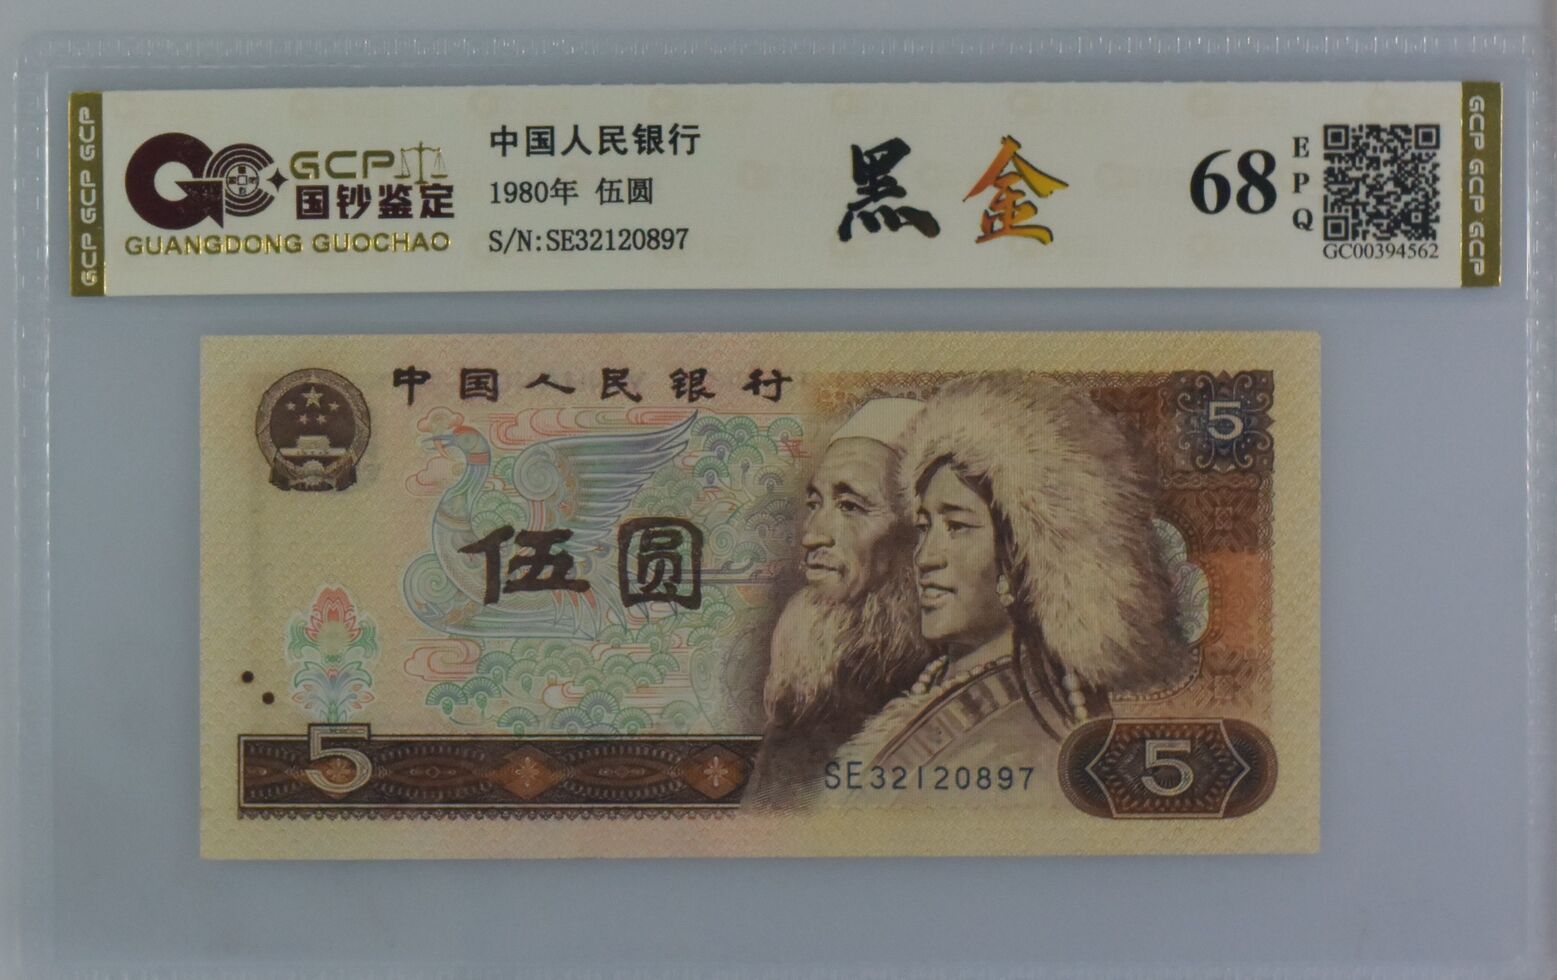 GCP GCP GCP
GCP
国钞鉴定
GUANGDONG GUOCHAO
中国人民银行
1980年 伍圆
S/N:SE32120897
黑金
68
EPQ
GC00394562
GCP GCP GCP
中国人民银行
5
伍圆
5
SE32120897
5